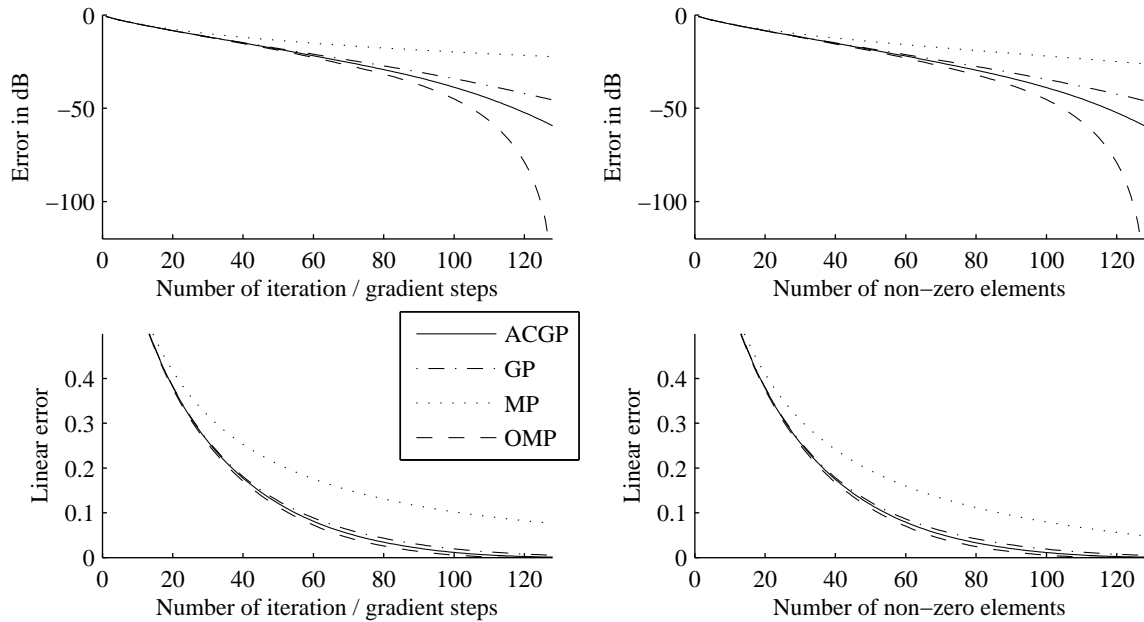 0
−50
−100
Error in dB
0 20 40 60 80 100 120
Number of iteration / gradient steps
0
−50
−100
Error in dB
0 20 40 60 80 100 120
Number of non−zero elements
ACGP
GP
MP
OMP
0.4
0.3
0.2
0.1
0
Linear error
0 20 40 60 80 100 120
Number of iteration / gradient steps
0.4
0.3
0.2
0.1
0
Linear error
0 20 40 60 80 100 120
Number of non−zero elements